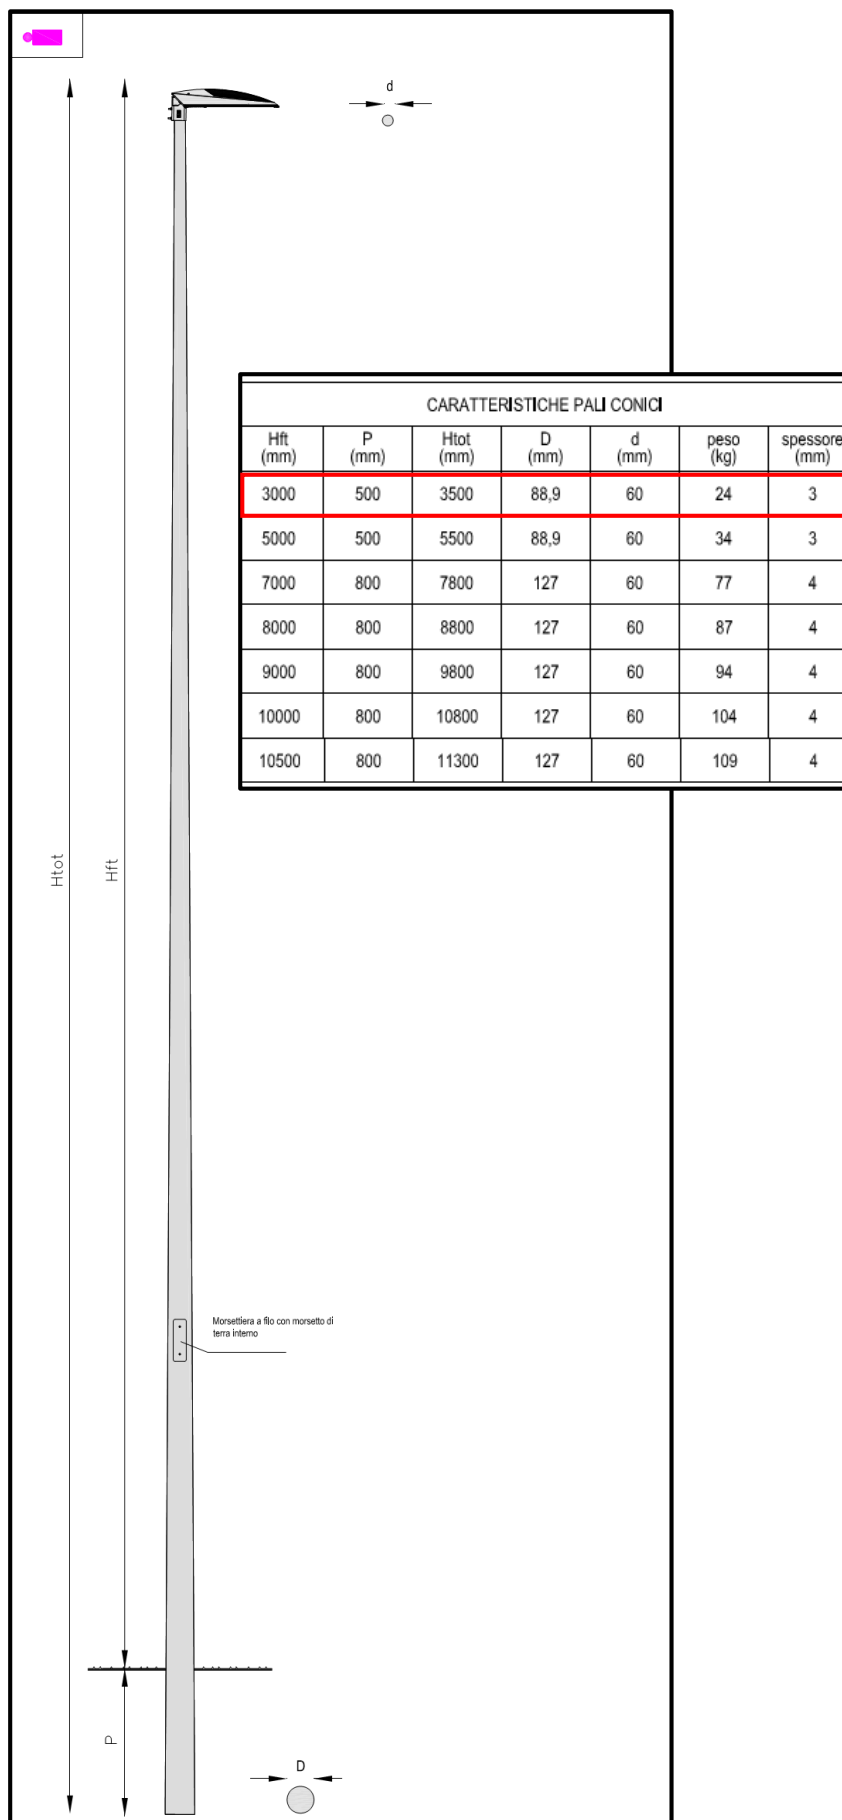 d
CARATTERISTICHE PALI CONICI
Hft P Htot D d peso spessore
(mm) (mm) (mm) (mm) (mm) (kg) (mm)
3000 500 3500 88,9 60 24 3
5000 500 5500 88,9 60 34 3
7000 800 7800 127 60 77 4
8000 800 8800 127 60 87 4
9000 800 9800 127 60 94 4
10000 800 10800 127 60 104 4
10500 800 11300 127 60 109 4
Htot
Hft
Morsettiera a filo con morsetto di
terra interno
P
D